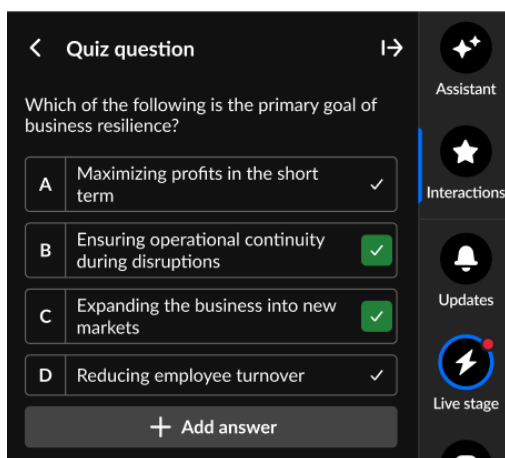 Quiz question
Which of the following is the primary goal of
business resilience?
A
Maximizing profits in the short
term
B
Ensuring operational continuity
during disruptions
C
Expanding the business into new
markets
D
Reducing employee turnover
Add answer
Assistant
Interactions
Updates
Live stage